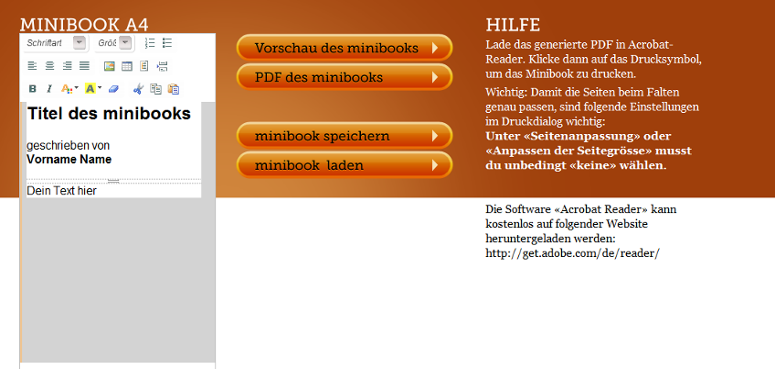 MINIBOOK A4
Schriftart
Größ
B I A A
Titel des minibooks
geschrieben von
Vorname Name
Dein Text hier
Vorschau des minibooks
PDF des minibooks
minibook speichern
minibook laden
HILFE
Lade das generierte PDF in Acrobat-
Reader. Klicke dann auf das Drucksymbol,
um das Minibook zu drucken.
Wichtig: Damit die Seiten beim Falten
genau passen, sind folgende Einstellungen
im Druckdialog wichtig:
Unter «Seitenanpassung» oder
«Anpassen der Seitegrösse» musst
du unbedingt «keine» wählen.
Die Software «Acrobat Reader» kann
kostenlos auf folgender Website
heruntergeladen werden:
http://get.adobe.com/de/reader/